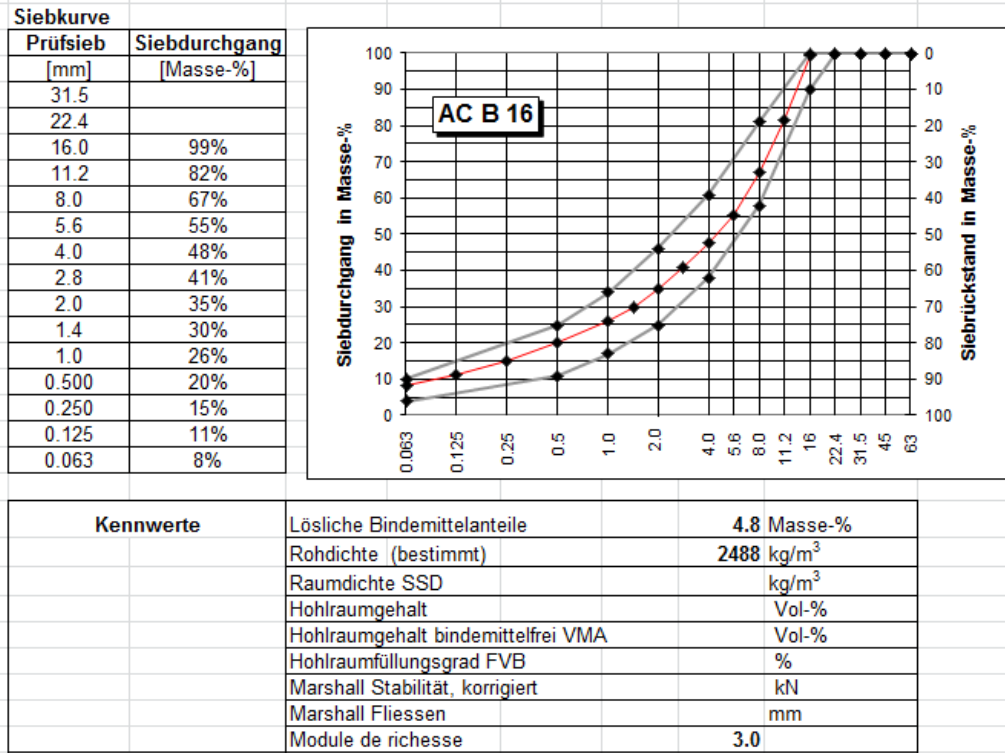 Siebkurve
Prüfsieb Siebdurchgang
[mm] [Masse-%]
31.5
22.4
16.0 99%
11.2 82%
8.0 67%
5.6 55%
4.0 48%
2.8 41%
2.0 35%
1.4 30%
1.0 26%
0.500 20%
0.250 15%
0.125 11%
0.063 8%
Siebdurchgang in Masse-%
100
90
80
70
60
50
40
30
20
10
0
AC B 16
0
10
20
30
40
50
60
70
80
90
100
Siebrückstand in Masse-%
0.063 0.125 0.25 0.5 1.0 2.0 4.0 5.6 8.0 11.2 16 22.4 31.5 45 63
Kennwerte
Lösliche Bindemittelanteile 4.8 Masse-%
Rohdichte (bestimmt) 2488 kg/m³
Raumdichte SSD kg/m³
Hohlraumgehalt Vol-%
Hohlraumgehalt bindemittelfrei VMA Vol-%
Hohlraumfüllungsgrad FVB %
Marshall Stabilität, korrigiert kN
Marshall Fliessen mm
Module de richesse 3.0